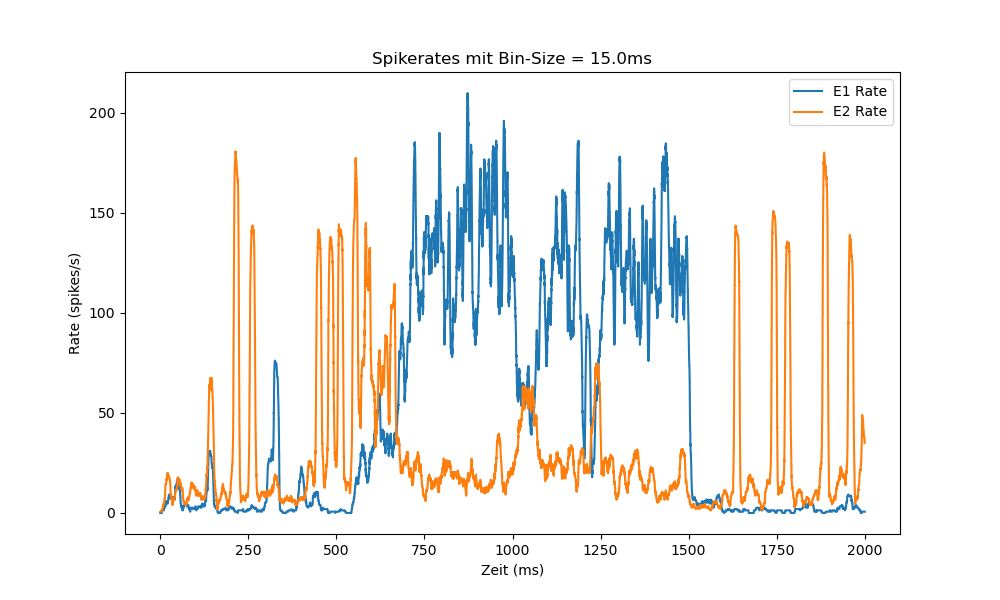 Spikerates mit Bin-Size = 15.0ms
E1 Rate
E2 Rate
Rate (spikes/s)
200
150
100
50
0
0 250 500 750 1000 1250 1500 1750 2000
Zeit (ms)